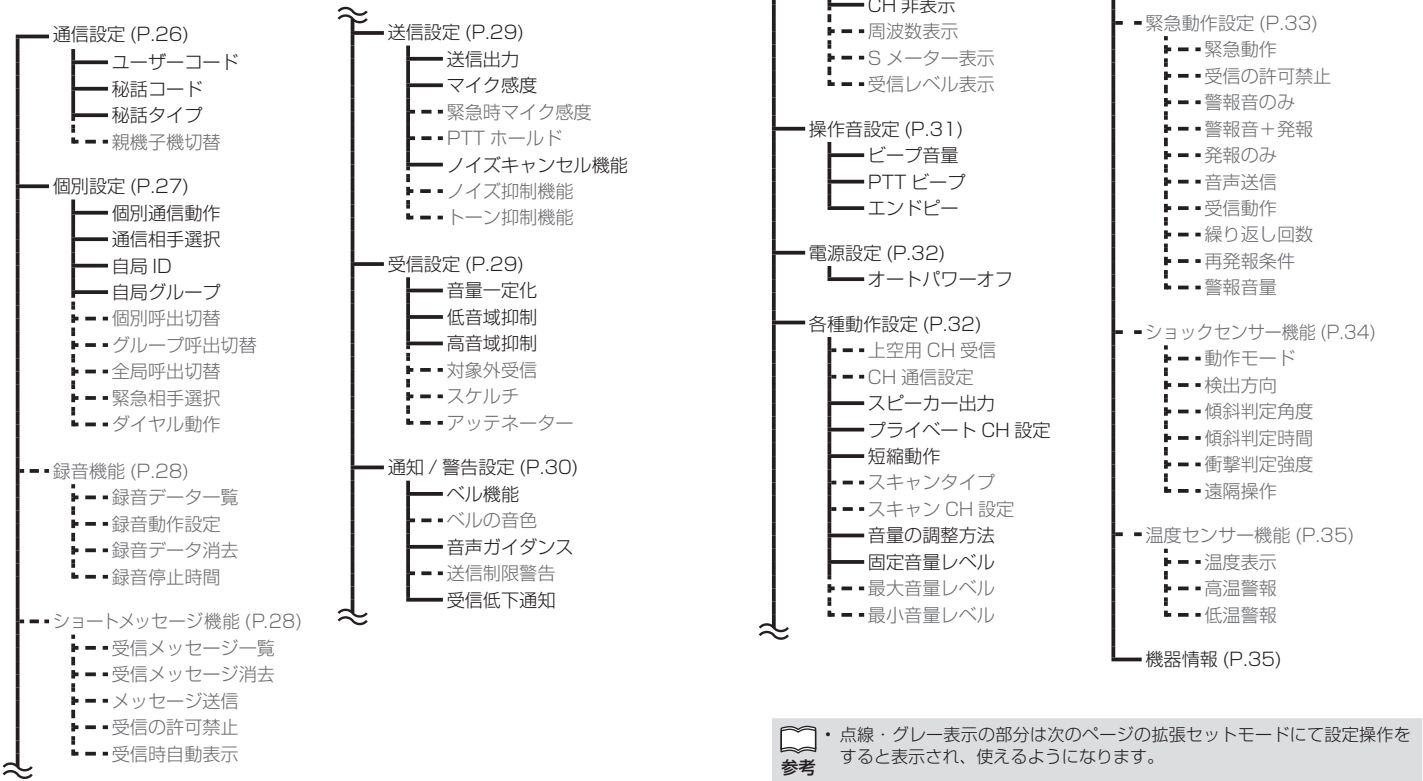 通信設定 (P.26)
ユーザーコード
秘話コード
秘話タイプ
親機子機切替
個別設定 (P.27)
個別通信動作
通信相手選択
自局 ID
自局グループ
個別呼出切替
グループ呼出切替
全局呼出切替
緊急相手選択
ダイヤル動作
録音機能 (P.28)
録音データ一覧
録音動作設定
録音データ消去
録音停止時間
ショートメッセージ機能 (P.28)
受信メッセージ一覧
受信メッセージ消去
メッセージ送信
受信の許可禁止
受信時自動表示
送信設定 (P.29)
送信出力
マイク感度
緊急時マイク感度
PTT ホールド
ノイズキャンセル機能
ノイズ抑制機能
トーン抑制機能
受信設定 (P.29)
音量一定化
低音域抑制
高音域抑制
対象外受信
スケルチ
アッテネーター
通知 / 警告設定 (P.30)
ベル機能
ベルの音色
音声ガイダンス
送信制限警告
受信低下通知
CH 非表示
周波数表示
S メーター表示
受信レベル表示
操作音設定 (P.31)
ビープ音量
PTT ビープ
エンドピー
電源設定 (P.32)
オートパワーオフ
各種動作設定 (P.32)
上空用 CH 受信
CH 通信設定
スピーカー出力
プライベート CH 設定
短縮動作
スキャンタイプ
スキャン CH 設定
音量の調整方法
固定音量レベル
最大音量レベル
最小音量レベル
緊急動作設定 (P.33)
緊急動作
受信の許可禁止
警報音のみ
警報音＋発報
発報のみ
音声送信
受信動作
繰り返し回数
再発報条件
警報音量
ショックセンサー機能 (P.34)
動作モード
検出方向
傾斜判定角度
傾斜判定時間
衝撃判定強度
遠隔操作
温度センサー機能 (P.35)
温度表示
高温警報
低温警報
機器情報 (P.35)
参考
• 点線・グレー表示の部分は次のページの拡張セットモードにて設定操作を
すると表示され、使えるようになります。